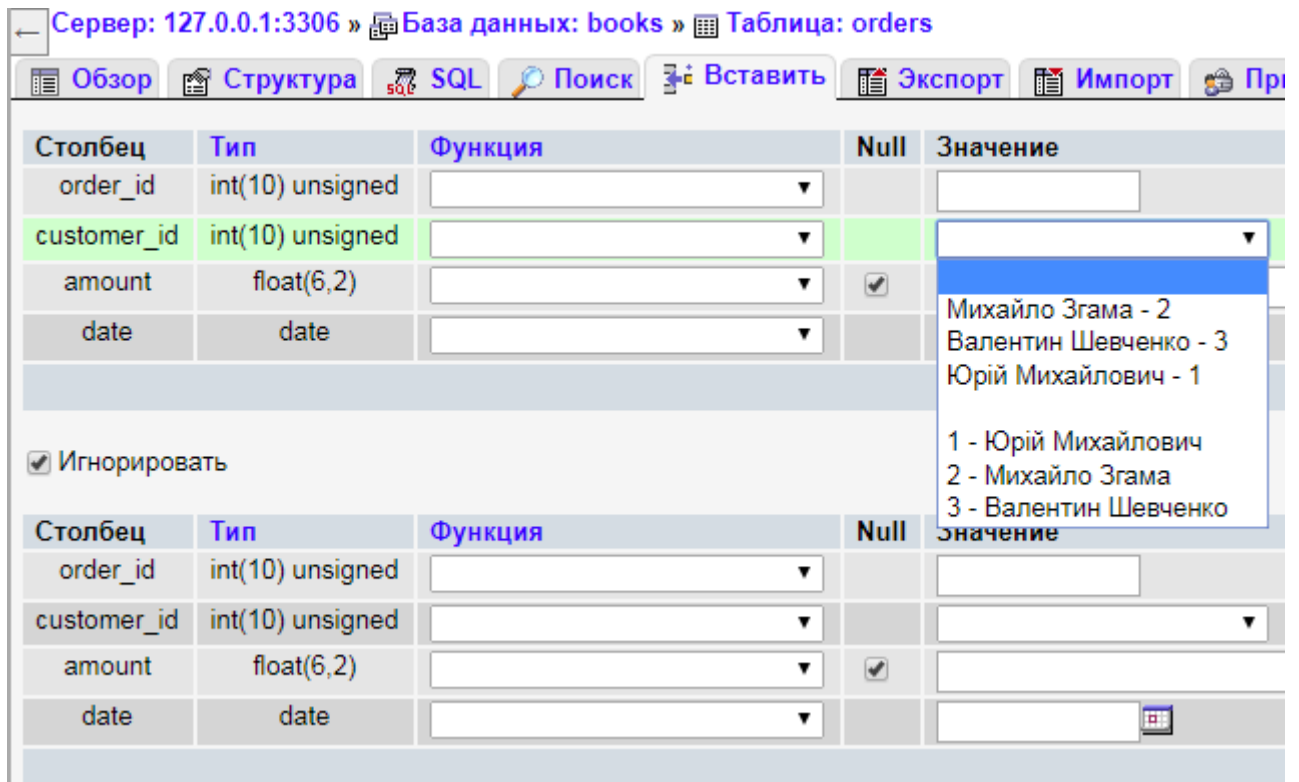 ← Сервер: 127.0.0.1:3306 » База данных: books » Таблица: orders
Обзор Структура SQL Поиск Вставить Экспорт Импорт
Столбец Тип Функция Null Значение
order_id int(10) unsigned
customer_id int(10) unsigned
amount float(6,2)
Михайло Згама - 2
date date
Валентин Шевченко - 3
Юрій Михайлович - 1
1 - Юрій Михайлович
Игнорировать
2 - Михайло Згама
3 - Валентин Шевченко
Столбец Тип Функция Null Значение
order_id int(10) unsigned
customer_id int(10) unsigned
amount float(6,2)
date date